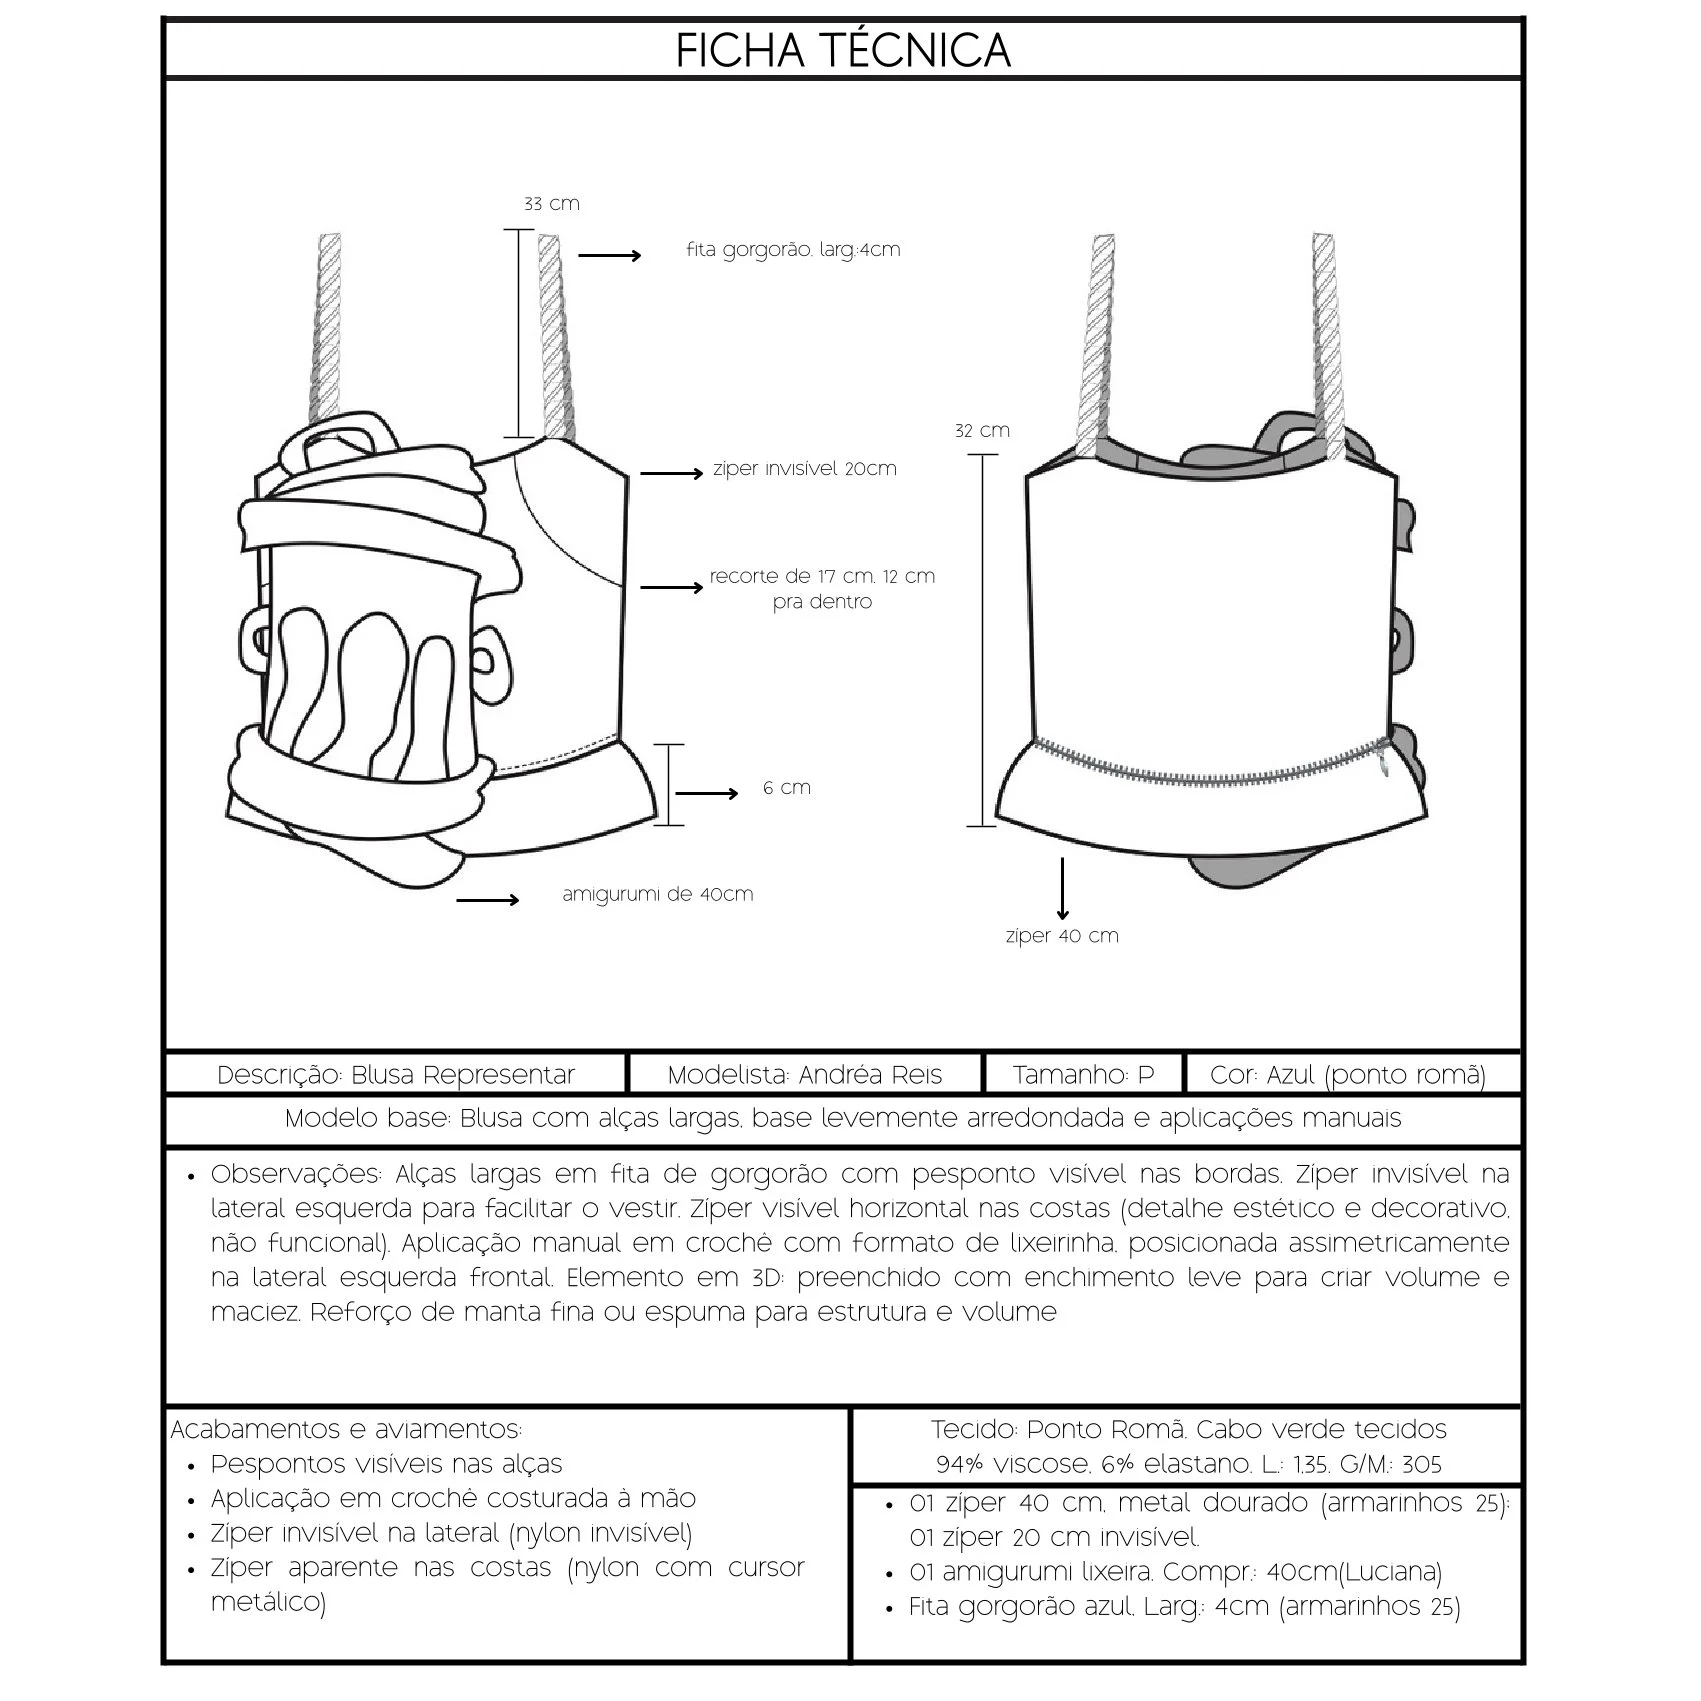 FICHA TÉCNICA
33 cm
fita gorgorão. larg.:4cm
32 cm
zíper invisível 20cm
recorte de 17 cm. 12 cm
pra dentro
6 cm
amigurumi de 40cm
zíper 40 cm
Descrição: Blusa Representar
Modelista: Andréa Reis
Tamanho: P
Cor: Azul (ponto romã)
Modelo base: Blusa com alças largas, base levemente arredondada e aplicações manuais
• Observações: Alças largas em fita de gorgorão com pesponto visível nas bordas. Zíper invisível na
lateral esquerda para facilitar o vestir. Zíper visível horizontal nas costas (detalhe estético e decorativo,
não funcional). Aplicação manual em crochê com formato de lixeirinha, posicionada assimetricamente
na lateral esquerda frontal. Elemento em 3D: preenchido com enchimento leve para criar volume e
maciez. Reforço de manta fina ou espuma para estrutura e volume
Acabamentos e aviamentos:
• Pespontos visíveis nas alças
• Aplicação em crochê costurada à mão
• Zíper invisível na lateral (nylon invisível)
• Zíper aparente nas costas (nylon com cursor
metálico)
Tecido: Ponto Romã. Cabo verde tecidos
94% viscose, 6% elastano. L.: 1,35. G/M.: 305
• 01 zíper 40 cm, metal dourado (armarinhos 25);
01 zíper 20 cm invisível.
• 01 amigurumi lixeira. Compr.: 40cm(Luciana)
• Fita gorgorão azul, Larg.: 4cm (armarinhos 25)